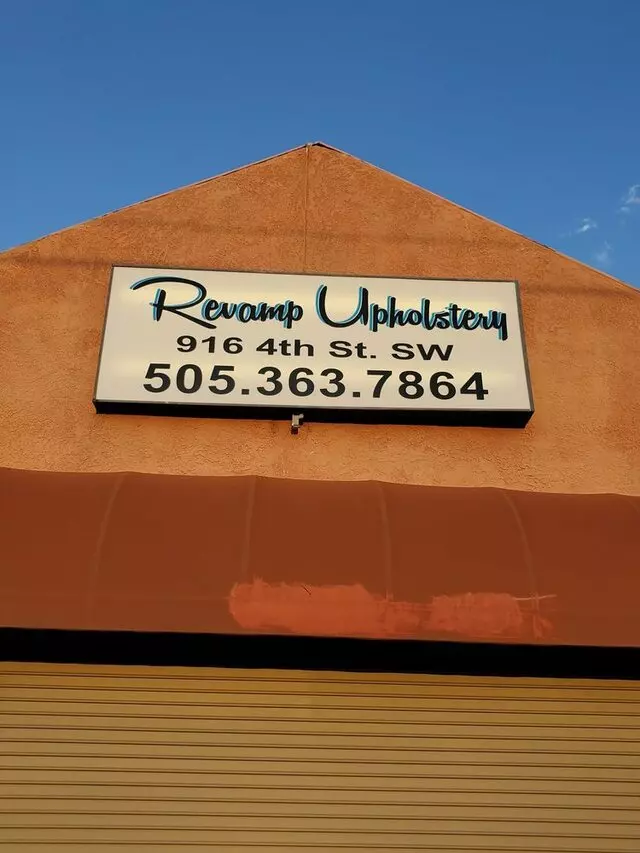 Revamp Upholstery
916 4th St. SW
505.363.7864